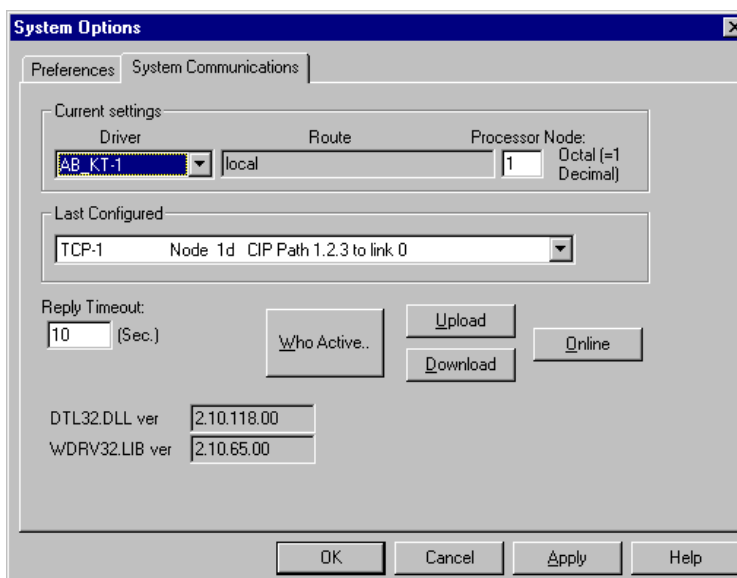 System Options
Preferences
System Communications
Current settings
Driver
Route
Processor Node:
AB_KT-1
local
1
Octal (=1
Decimal)
Last Configured
TCP-1 Node 1d CIP Path 1.2.3 to link 0
Reply Timeout:
10 (Sec.)
Who Active..
Upload
Download
Online
DTL32.DLL ver 2.10.118.00
WDRV32.LIB ver 2.10.65.00
OK
Cancel
Apply
Help